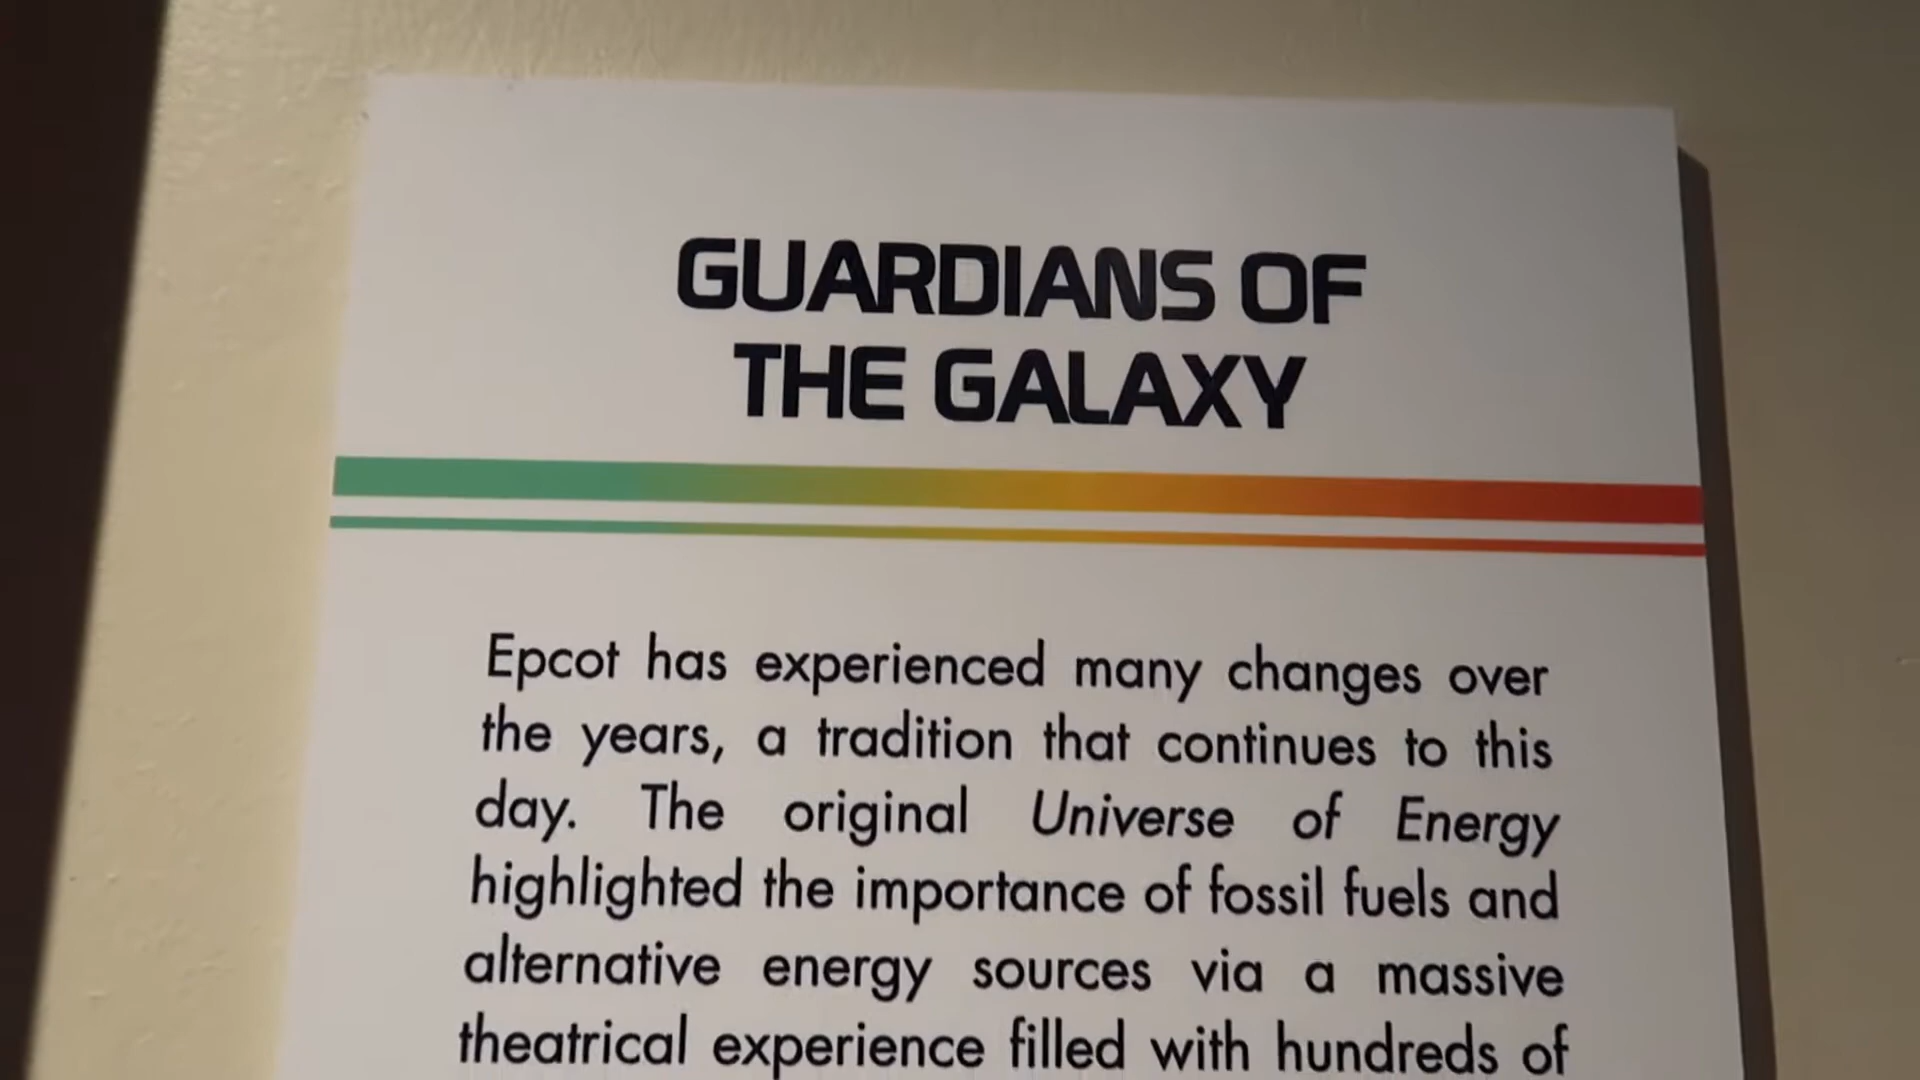 GUARDIANS OF
THE GALAXY
Epcot has experienced many changes over
the years, a tradition that continues to this
day. The original Universe of Energy
highlighted the importance of fossil fuels and
alternative energy sources via a massive
theatrical experience filled with hundreds of